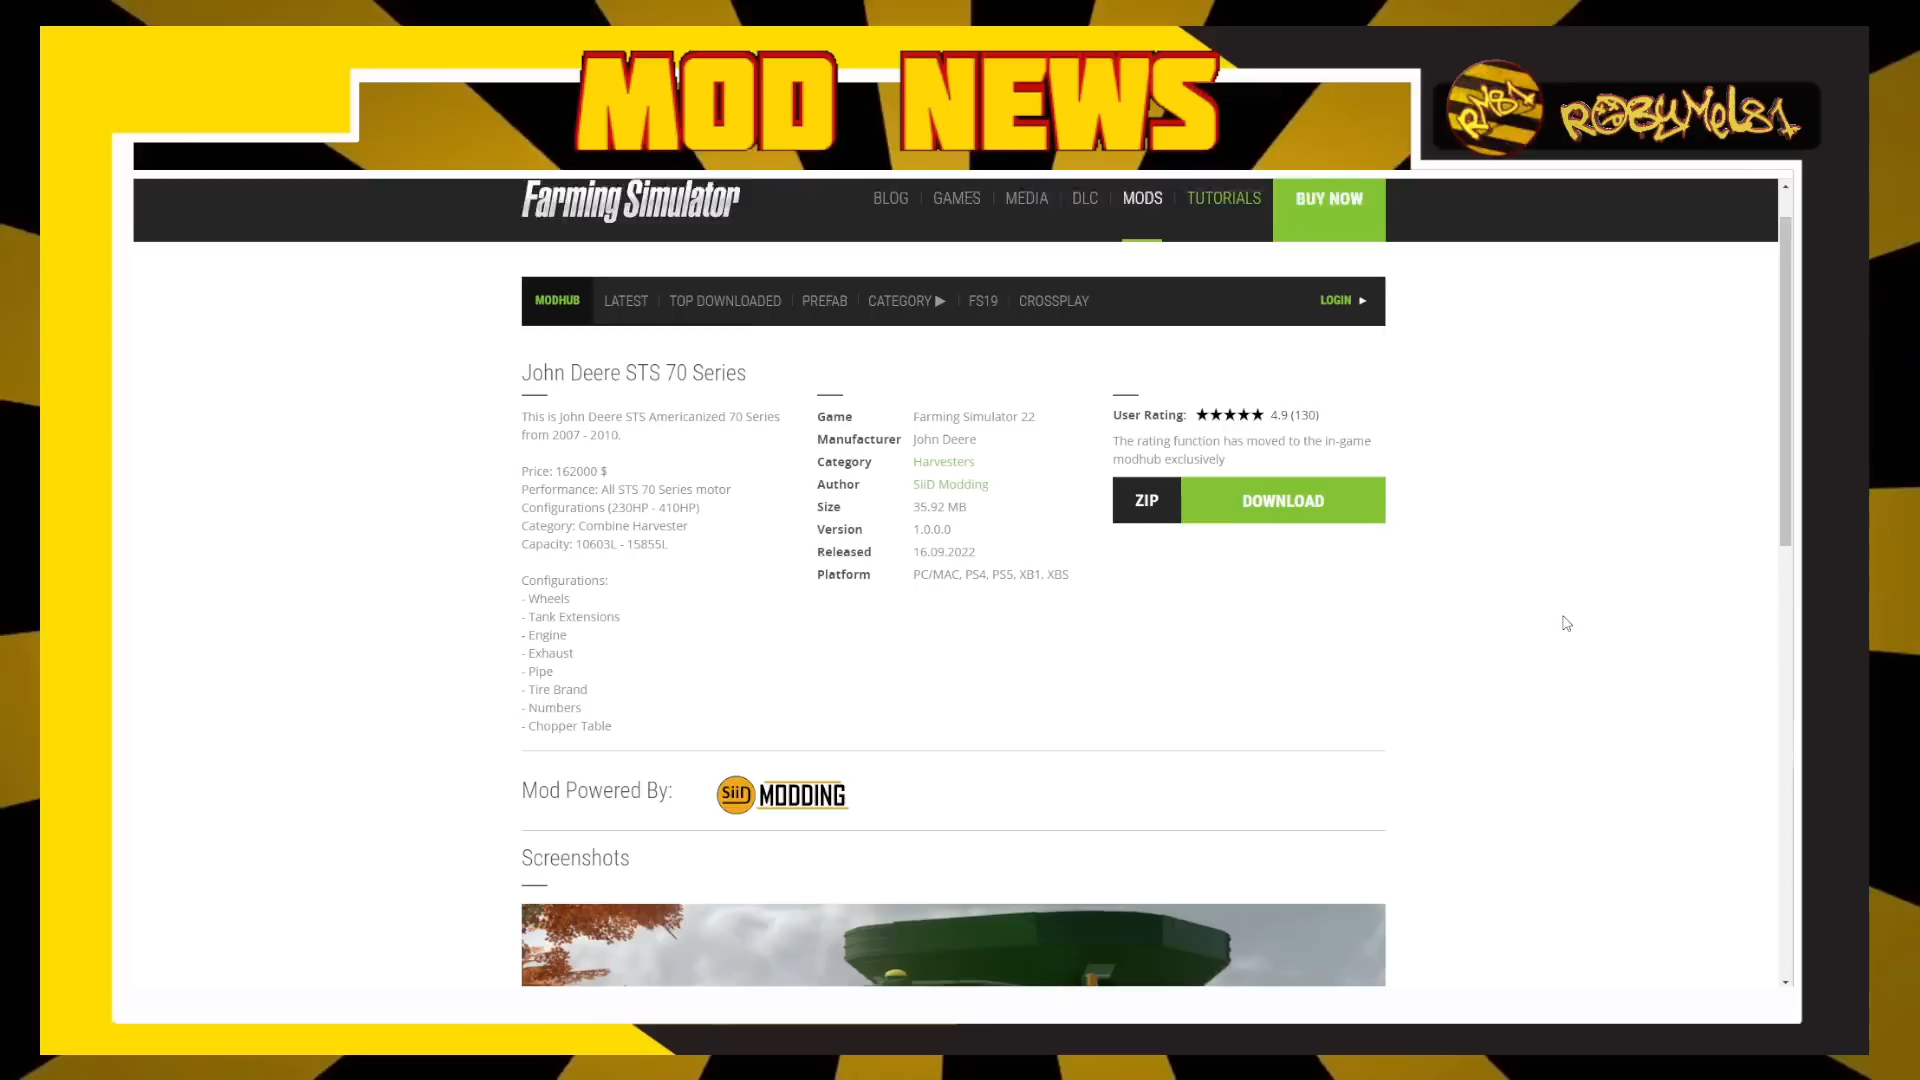 MOD NEWS
RMB1
ROByMel81
Farming Simulator
BLOG GAMES MEDIA DLC MODS TUTORIALS BUY NOW
MODHUB LATEST TOP DOWNLOADED PREFAB CATEGORY ▶ FS19 CROSSPLAY LOGIN ▶
John Deere STS 70 Series
This is John Deere STS Americanized 70 Series
from 2007 - 2010.
Price: 162000 $
Performance: All STS 70 Series motor
Configurations (230HP - 410HP)
Category: Combine Harvester
Capacity: 10603L - 15855L
Configurations:
- Wheels
- Tank Extensions
- Engine
- Exhaust
- Pipe
- Tire Brand
- Numbers
- Chopper Table
Game Farming Simulator 22
Manufacturer John Deere
Category Harvesters
Author SiiD Modding
Size 35.92 MB
Version 1.0.0.0
Released 16.09.2022
Platform PC/MAC, PS4, PS5, XB1, XBS
User Rating: ★★★★★ 4.9 (130)
The rating function has moved to the in-game
modhub exclusively
ZIP DOWNLOAD
Mod Powered By: SiiD MODDING
Screenshots